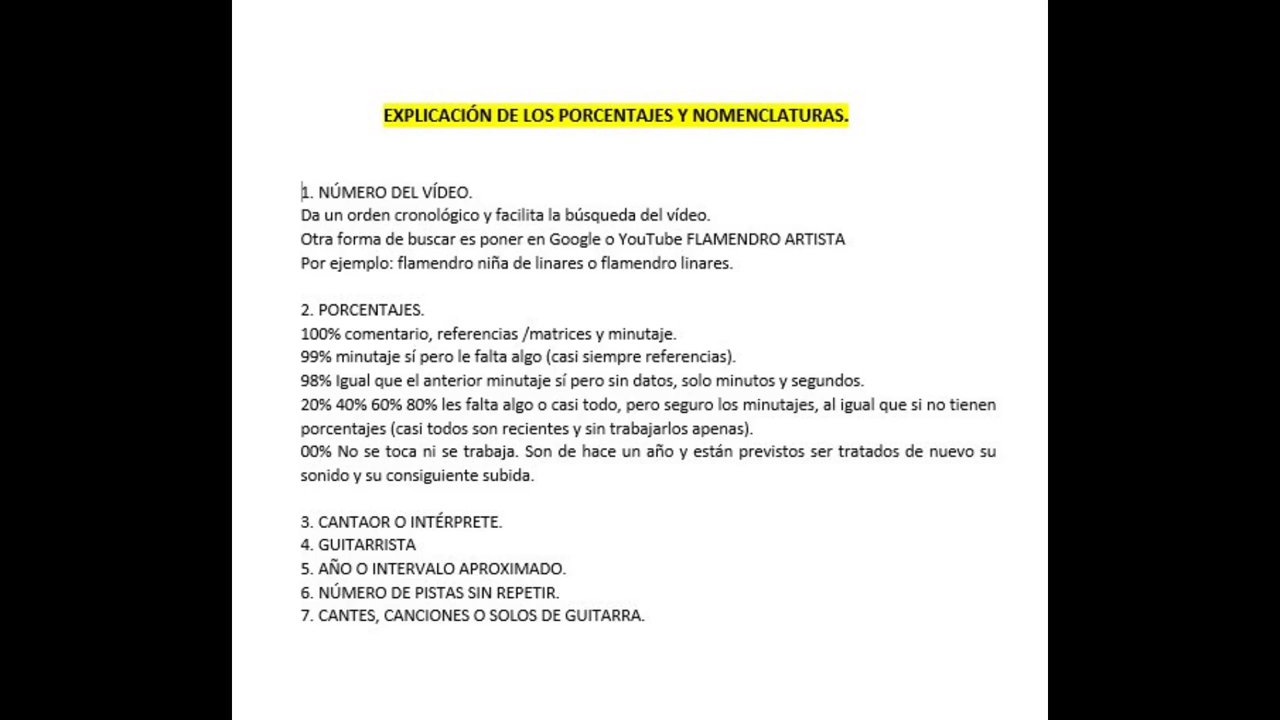 EXPLICACIÓN DE LOS PORCENTAJES Y NOMENCLATURAS.
1. NÚMERO DEL VÍDEO.
Da un orden cronológico y facilita la búsqueda del vídeo.
Otra forma de buscar es poner en Google o YouTube FLAMENDRO ARTISTA
Por ejemplo: flamendro niña de linares o flamendro linares.
2. PORCENTAJES.
100% comentario, referencias /matrices y minutaje.
99% minutaje sí pero le falta algo (casi siempre referencias).
98% Igual que el anterior minutaje sí pero sin datos, solo minutos y segundos.
20% 40% 60% 80% les falta algo o casi todo, pero seguro los minutajes, al igual que si no tienen
porcentajes (casi todos son recientes y sin trabajarlos apenas).
00% No se toca ni se trabaja. Son de hace un año y están previstos ser tratados de nuevo su
sonido y su consiguiente subida.
3. CANTAOR O INTÉRPRETE.
4. GUITARRISTA
5. AÑO O INTERVALO APROXIMADO.
6. NÚMERO DE PISTAS SIN REPETIR.
7. CANTES, CANCIONES O SOLOS DE GUITARRA.